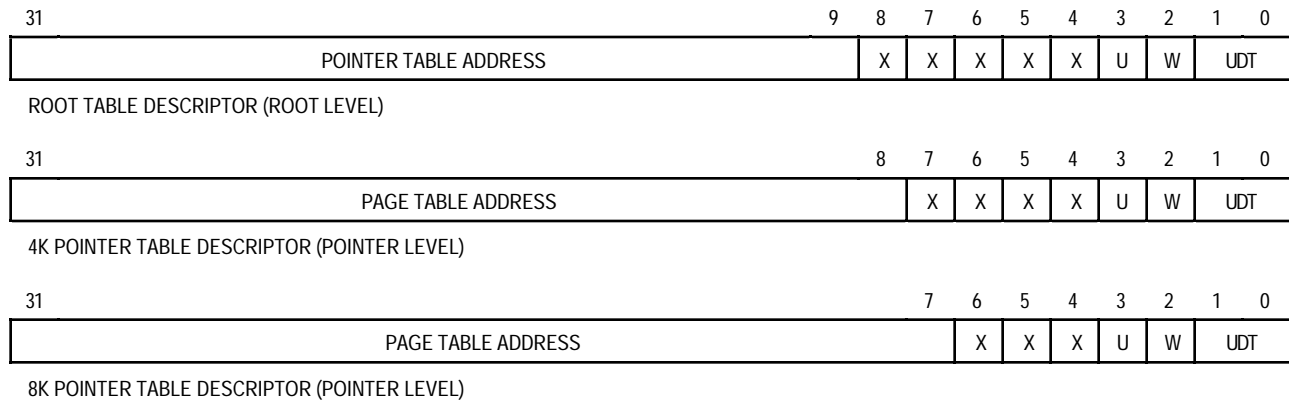 31 9 8 7 6 5 4 3 2 1 0
POINTER TABLE ADDRESS X X X X X U W UDT
ROOT TABLE DESCRIPTOR (ROOT LEVEL)
31 8 7 6 5 4 3 2 1 0
PAGE TABLE ADDRESS X X X X U W UDT
4K POINTER TABLE DESCRIPTOR (POINTER LEVEL)
31 7 6 5 4 3 2 1 0
PAGE TABLE ADDRESS X X X U W UDT
8K POINTER TABLE DESCRIPTOR (POINTER LEVEL)